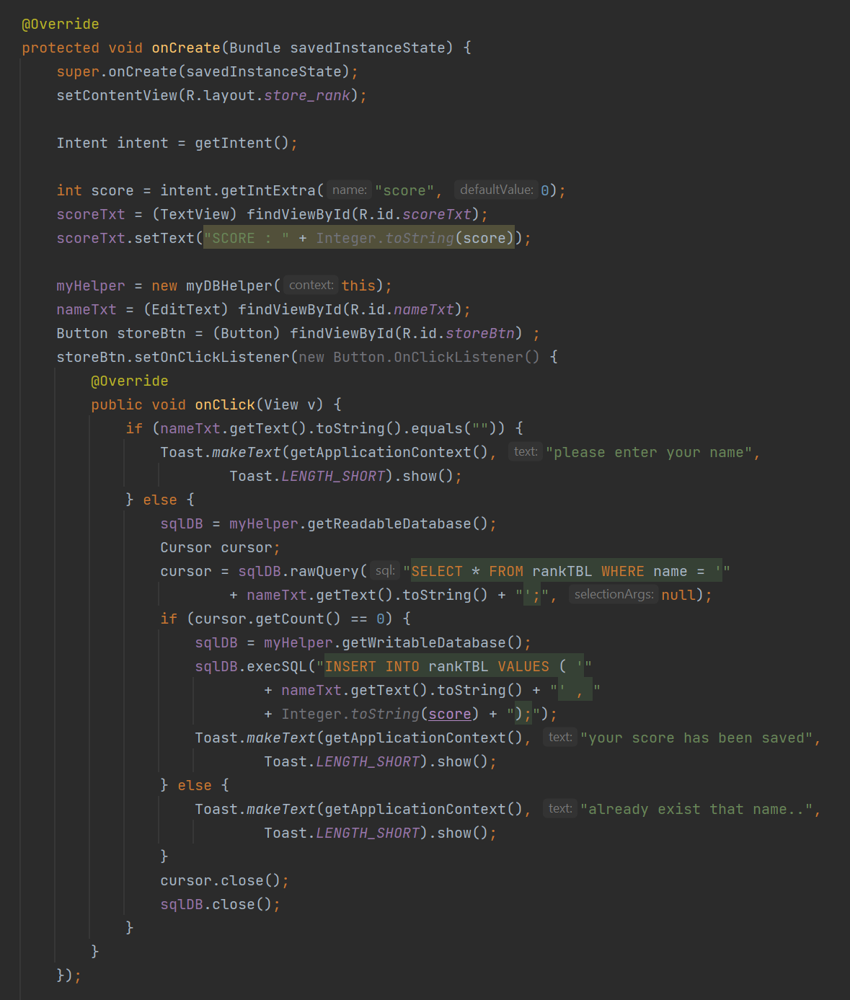 @Override
protected void onCreate(Bundle savedInstanceState) {
super.onCreate(savedInstanceState);
setContentView(R.layout.store_rank);
Intent intent = getIntent();
int score = intent.getIntExtra( name: "score", defaultValue: 0);
scoreTxt = (TextView) findViewById(R.id.scoreTxt);
scoreTxt.setText("SCORE : " + Integer.toString(score));
myHelper = new myDBHelper( context: this);
nameTxt = (EditText) findViewById(R.id.nameTxt);
Button storeBtn = (Button) findViewById(R.id.storeBtn) ;
storeBtn.setOnClickListener(new Button.OnClickListener() {
@Override
public void onClick(View v) {
if (nameTxt.getText().toString().equals("")) {
Toast.makeText(getApplicationContext(), text: "please enter your name",
Toast.LENGTH_SHORT).show();
} else {
sqlDB = myHelper.getReadableDatabase();
Cursor cursor;
cursor = sqlDB.rawQuery( sql: "SELECT * FROM rankTBL WHERE name = '"
+ nameTxt.getText().toString() + "';", selectionArgs: null);
if (cursor.getCount() == 0) {
sqlDB = myHelper.getWritableDatabase();
sqlDB.execSQL("INSERT INTO rankTBL VALUES ( '"
+ nameTxt.getText().toString() + "' , "
+ Integer.toString(score) + ");");
Toast.makeText(getApplicationContext(), text: "your score has been saved",
Toast.LENGTH_SHORT).show();
} else {
Toast.makeText(getApplicationContext(), text: "already exist that name..",
Toast.LENGTH_SHORT).show();
}
cursor.close();
sqlDB.close();
}
}
});